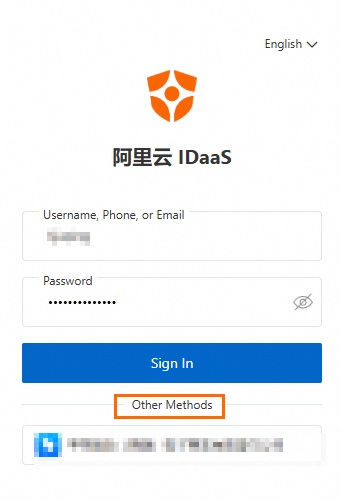 English
阿里云 IDaaS
Username, Phone, or Email
Password
Sign In
Other Methods